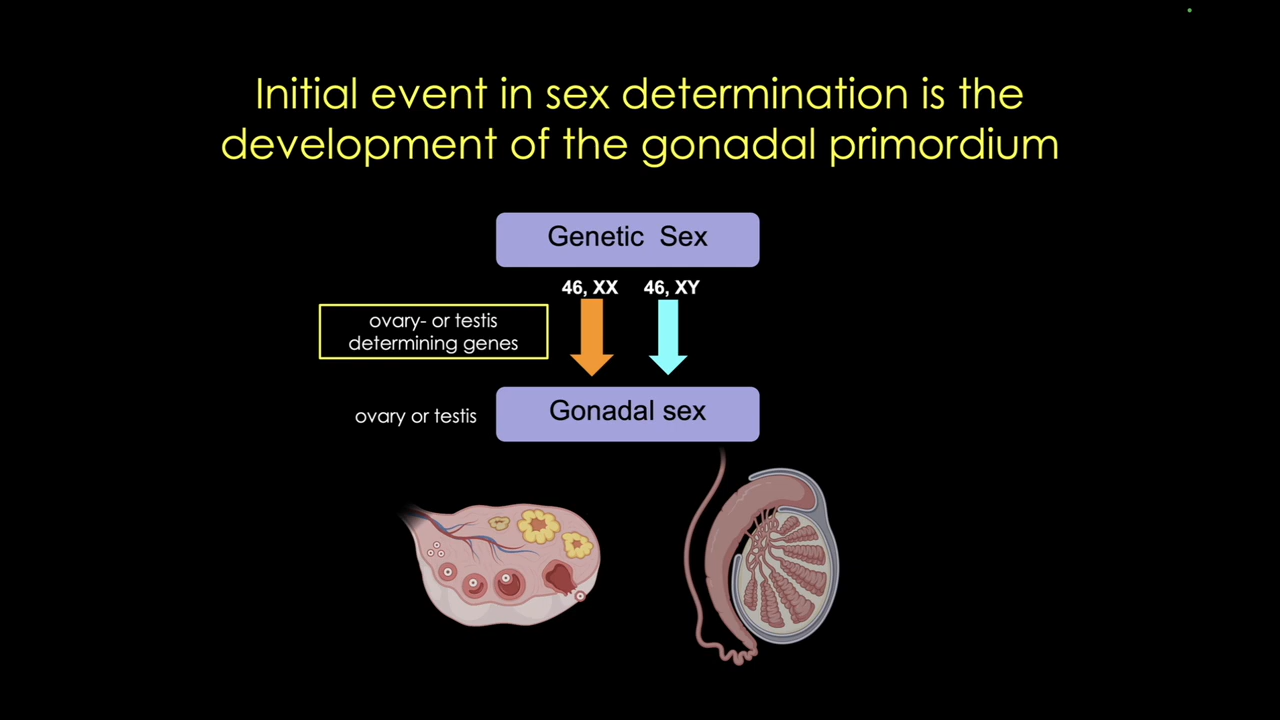 Initial event in sex determination is the
development of the gonadal primordium
Genetic Sex
46, XX 46, XY
ovary- or testis
determining genes
Gonadal sex
ovary or testis